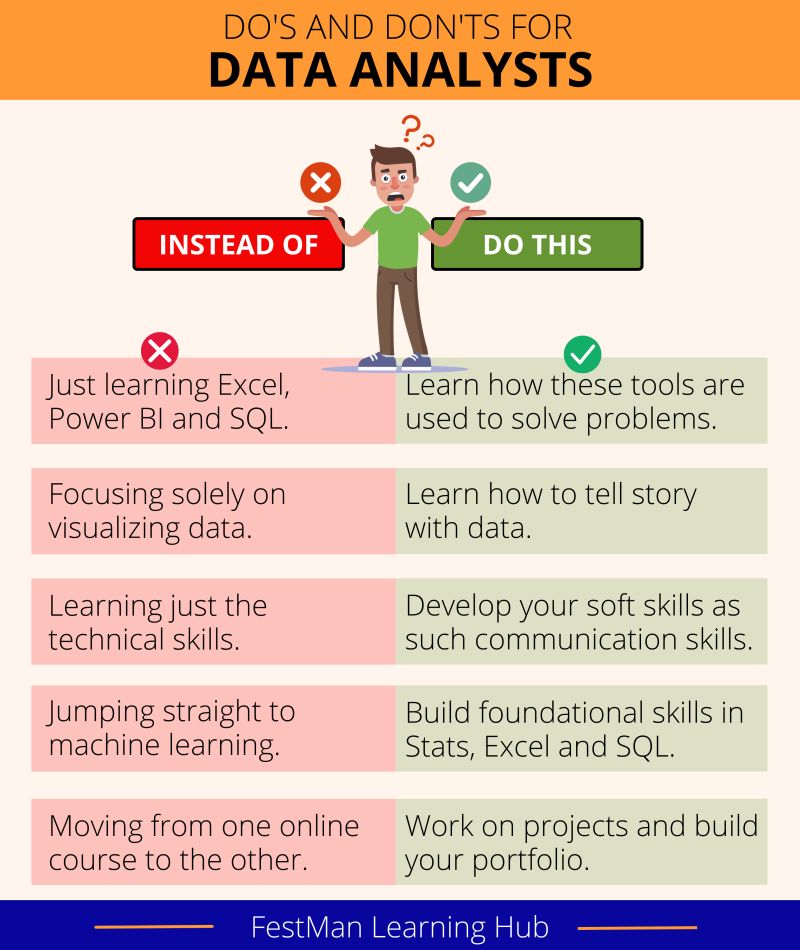 DO'S AND DON'TS FOR
DATA ANALYSTS
? ?
INSTEAD OF
DO THIS
Just learning Excel,
Power BI and SQL.
Learn how these tools are
used to solve problems.
Focusing solely on
visualizing data.
Learn how to tell story
with data.
Learning just the
technical skills.
Develop your soft skills as
such communication skills.
Jumping straight to
machine learning.
Build foundational skills in
Stats, Excel and SQL.
Moving from one online
course to the other.
Work on projects and build
your portfolio.
FestMan Learning Hub